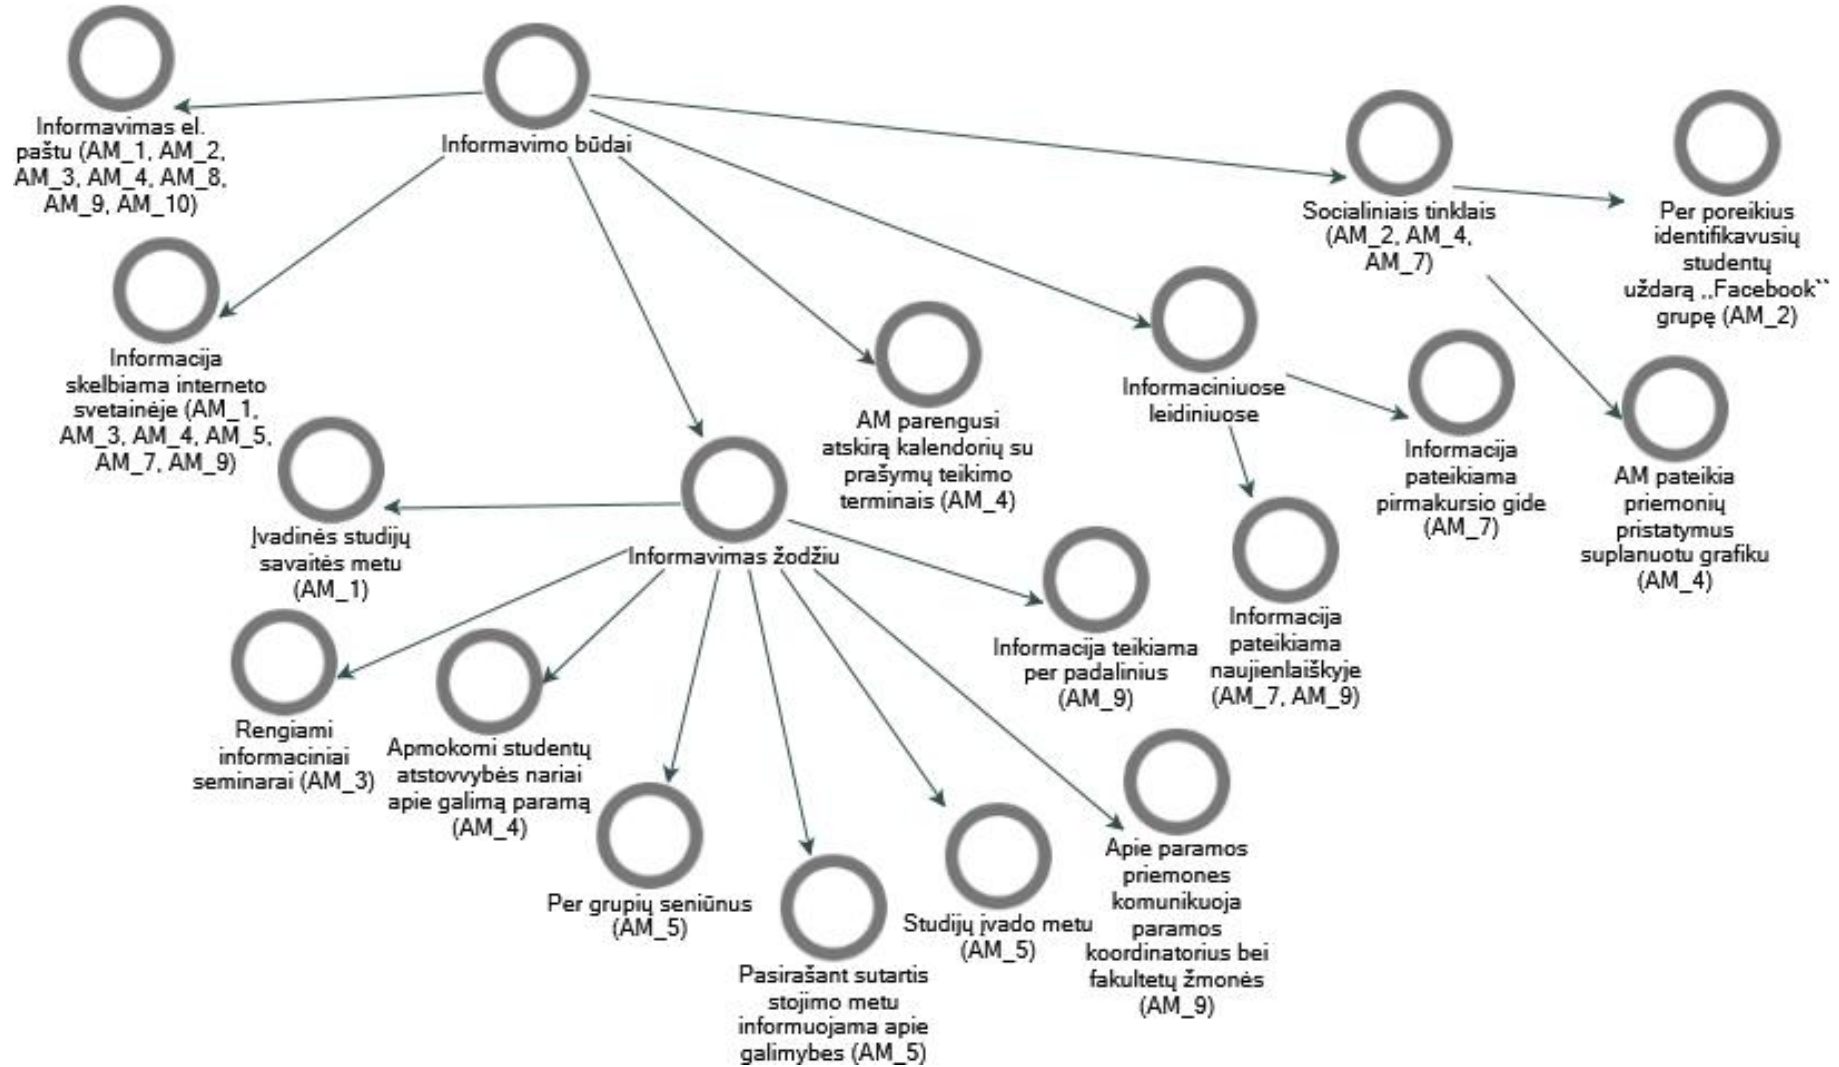 Informavimas el.
paštu (AM_1, AM_2,
AM_3, AM_4, AM_8,
AM_9, AM_10)
Informavimo būdai
Socialiniais tinklais
(AM_2, AM_4,
AM_7)
Per poreikius
identifikavusių
studentų
uždarą ,,Facebook``
grupę (AM_2)
Informacija
skelbiama interneto
svetainėje (AM_1,
AM_3, AM_4, AM_5,
AM_7, AM_9)
AM parengusi
atskirą kalendorių su
prašymų teikimo
terminais (AM_4)
Informaciniuose
leidiniuose
Informacija
pateikiama
pirmakursio gide
(AM_7)
AM pateikia
priemonių
pristatymus
suplanuotu grafiku
(AM_4)
Įvadinės studijų
savaitės metu
(AM_1)
Informavimas žodžiu
Informacija teikiama
per padalinius
(AM_9)
Informacija
pateikiama
naujienlaiškyje
(AM_7, AM_9)
Rengiami
informaciniai
seminarai (AM_3)
Apmokomi studentų
atstovvybės nariai
apie galimą paramą
(AM_4)
Per grupių seniūnus
(AM_5)
Pasirašant sutartis
stojimo metu
informuojama apie
galimybes (AM_5)
Studijų įvado metu
(AM_5)
Apie paramos
priemones
komunikuoja
paramos
koordinatorius bei
fakultetų žmonės
(AM_9)